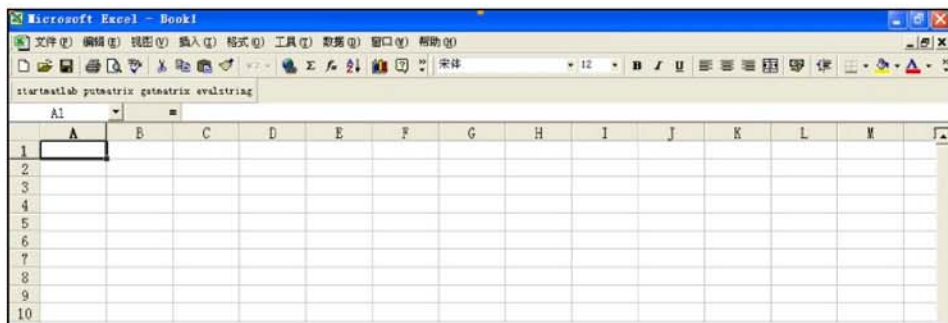 Microsoft Excel - Book1
文件(F) 编辑(E) 视图(V) 插入(I) 格式(O) 工具(T) 数据(D) 窗口(W) 帮助(H)
宋体 12 B I U
startmatlab putmatrix getmatrix evalstring
A1 =
A B C D E F G H I J K L M
1
2
3
4
5
6
7
8
9
10